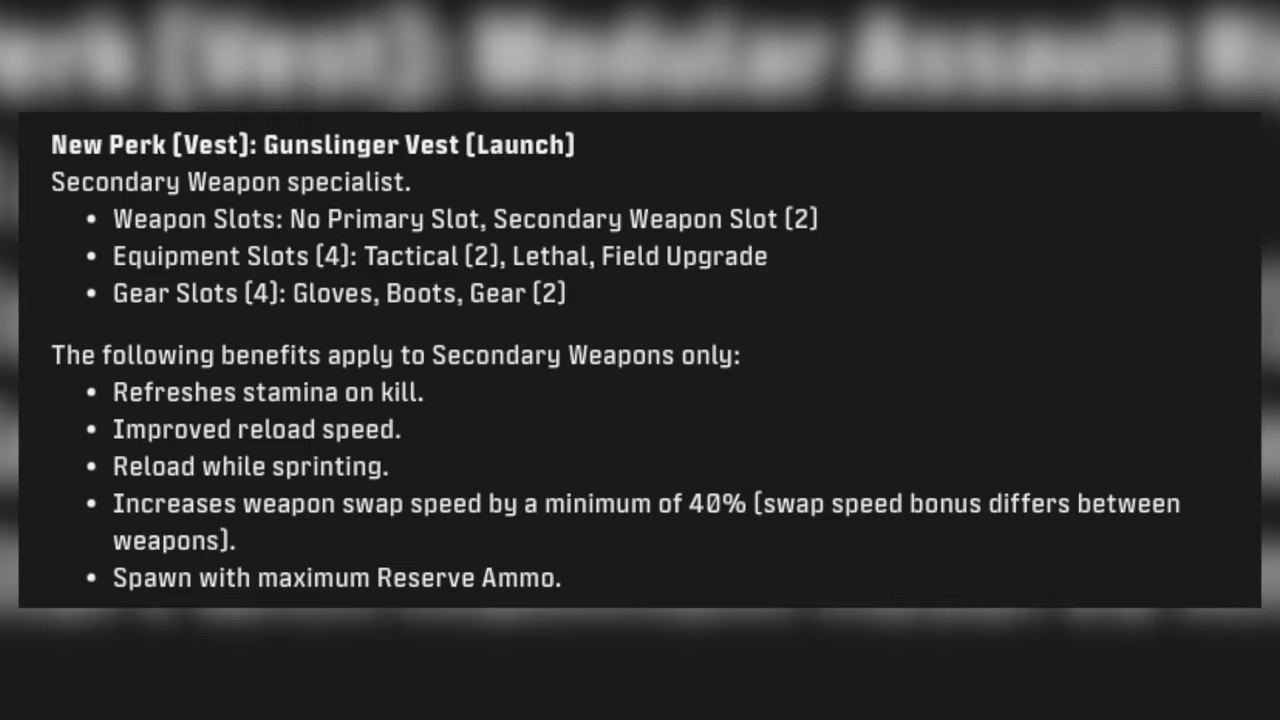 New Perk [Vest]: Gunslinger Vest [Launch]
Secondary Weapon specialist.
• Weapon Slots: No Primary Slot, Secondary Weapon Slot [2]
• Equipment Slots [4]: Tactical [2], Lethal, Field Upgrade
• Gear Slots [4]: Gloves, Boots, Gear [2]
The following benefits apply to Secondary Weapons only:
• Refreshes stamina on kill.
• Improved reload speed.
• Reload while sprinting.
• Increases weapon swap speed by a minimum of 40% [swap speed bonus differs between
weapons].
• Spawn with maximum Reserve Ammo.